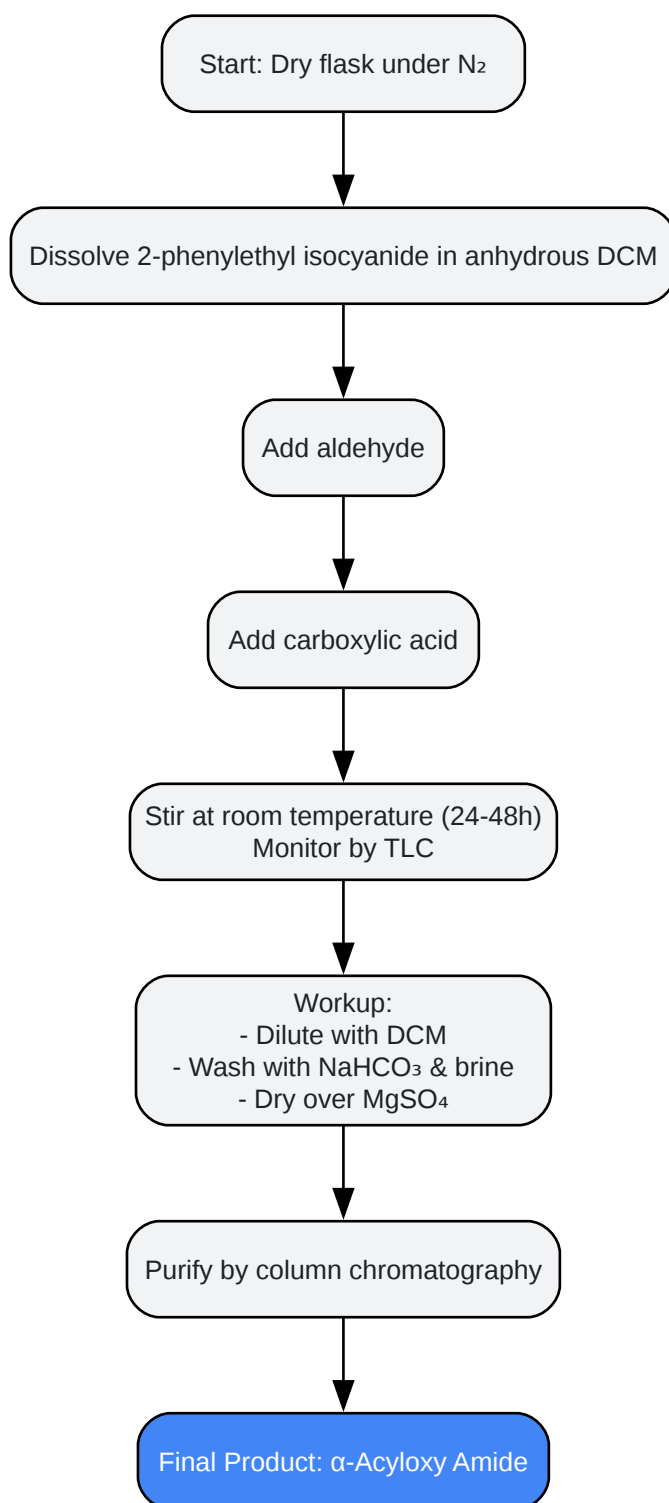 Start: Dry flask under N₂
Dissolve 2-phenylethyl isocyanide in anhydrous DCM
Add aldehyde
Add carboxylic acid
Stir at room temperature (24-48h)
Monitor by TLC
Workup:
- Dilute with DCM
- Wash with NaHCO₃ & brine
- Dry over MgSO₄
Purify by column chromatography
Final Product: α-Acyloxy Amide